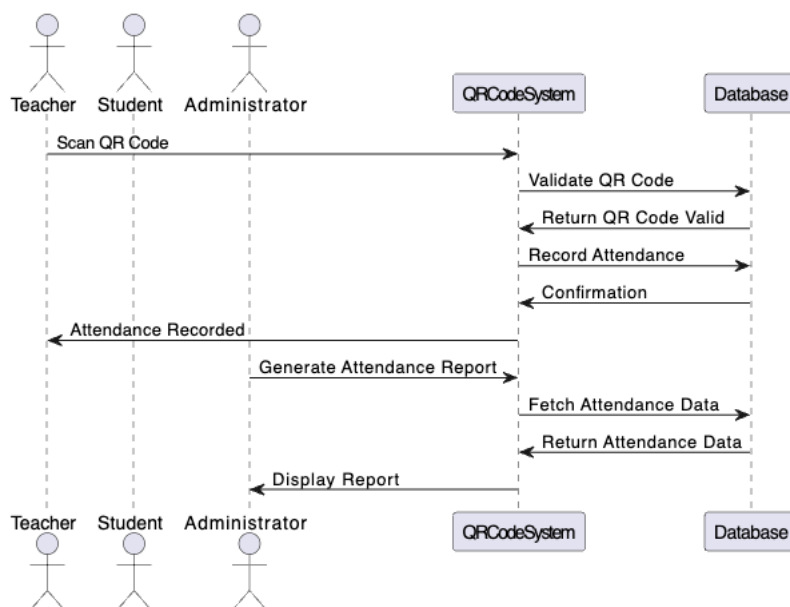 Teacher Student Administrator QRCodeSystem Database
Scan QR Code
Validate QR Code
Return QR Code Valid
Record Attendance
Confirmation
Attendance Recorded
Generate Attendance Report
Fetch Attendance Data
Return Attendance Data
Display Report
Teacher Student Administrator QRCodeSystem Database